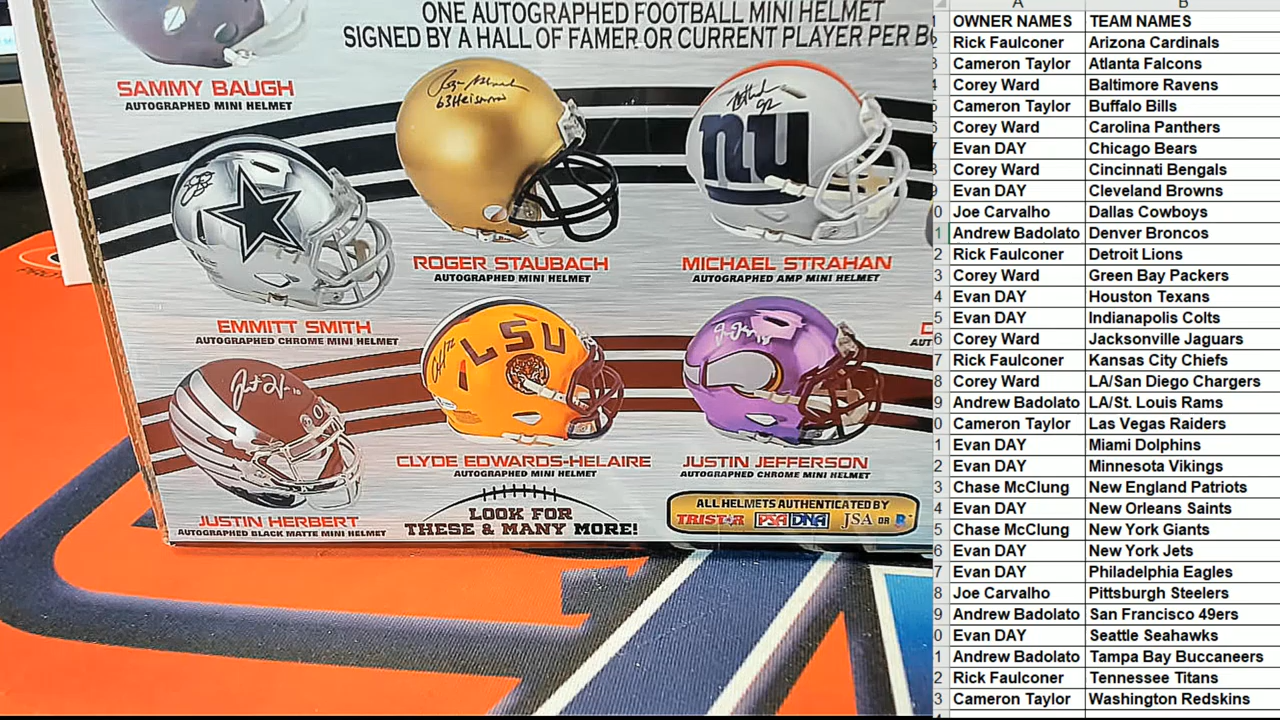 ONE AUTOGRAPHED FOOTBALL MINI HELMET
SIGNED BY A HALL OF FAMER OR CURRENT PLAYER PER
SAMMY BAUGH
AUTOGRAPHED MINI HELMET
63 Heisman
92
nu
ROGER STAUBACH
AUTOGRAPHED MINI HELMET
MICHAEL STRAHAN
AUTOGRAPHED AMP MINI HELMET
EMMITT SMITH
AUTOGRAPHED CHROME MINI HELMET
LSU
CLYDE EDWARDS-HELAIRE
AUTOGRAPHED MINI HELMET
JUSTIN JEFFERSON
AUTOGRAPHED CHROME MINI HELMET
JUSTIN HERBERT
AUTOGRAPHED BLACK MATTE MINI HELMET
LOOK FOR
THESE & MANY MORE!
ALL HELMETS AUTHENTICATED BY
TRISTAR PSA DNA JSA OR
A B
OWNER NAMES TEAM NAMES
Rick Faulconer Arizona Cardinals
Cameron Taylor Atlanta Falcons
Corey Ward Baltimore Ravens
Cameron Taylor Buffalo Bills
Corey Ward Carolina Panthers
Evan DAY Chicago Bears
Corey Ward Cincinnati Bengals
Evan DAY Cleveland Browns
Joe Carvalho Dallas Cowboys
Andrew Badolato Denver Broncos
Rick Faulconer Detroit Lions
Corey Ward Green Bay Packers
Evan DAY Houston Texans
Evan DAY Indianapolis Colts
Corey Ward Jacksonville Jaguars
Rick Faulconer Kansas City Chiefs
Corey Ward LA/San Diego Chargers
Andrew Badolato LA/St. Louis Rams
Cameron Taylor Las Vegas Raiders
Evan DAY Miami Dolphins
Evan DAY Minnesota Vikings
Chase McClung New England Patriots
Evan DAY New Orleans Saints
Chase McClung New York Giants
Evan DAY New York Jets
Evan DAY Philadelphia Eagles
Joe Carvalho Pittsburgh Steelers
Andrew Badolato San Francisco 49ers
Evan DAY Seattle Seahawks
Andrew Badolato Tampa Bay Buccaneers
Rick Faulconer Tennessee Titans
Cameron Taylor Washington Redskins